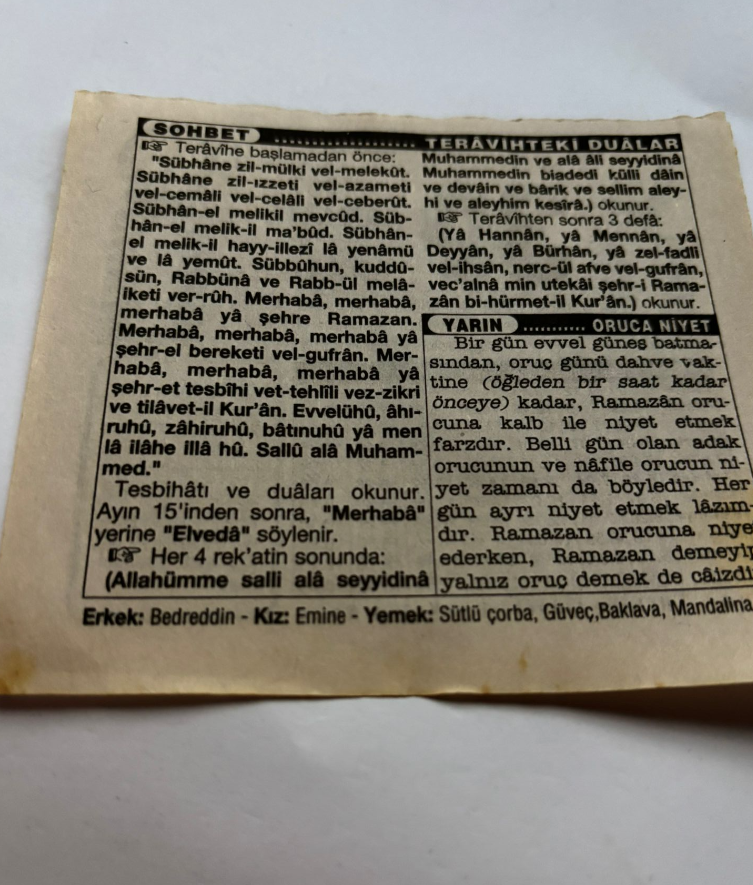 SOHBET ................... TERÂVİHTEKİ DUÂLAR
☞ Terâvîhe başlamadan önce:
"Sübhâne zil-mülki vel-melekût.
Sübhâne zil-ızzeti vel-azameti
vel-cemâli vel-celâli vel-ceberût.
Sübhân-el melikil mevcûd. Süb-
hân-el melik-il ma'bûd. Sübhân-
el melik-il hayy-illezî lâ yenâmü
ve lâ yemût. Sübbûhun, kuddû-
sün, Rabbünâ ve Rabb-ül melâ-
iketi ver-rûh. Merhabâ, merhabâ,
merhabâ yâ şehre Ramazan.
Merhabâ, merhabâ, merhabâ yâ
şehr-el bereketi vel-gufrân. Mer-
habâ, merhabâ, merhabâ yâ
şehr-et tesbîhi vet-tehlîli vez-zikri
ve tilâvet-il Kur'ân. Evvelühû, âhı-
ruhû, zâhiruhû, bâtınuhû yâ men
lâ ilâhe illâ hû. Sallû alâ Muham-
med."
Tesbihâtı ve duâları okunur.
Ayın 15'inden sonra, "Merhabâ"
yerine "Elvedâ" söylenir.
☞ Her 4 rek'atin sonunda:
(Allahümme salli alâ seyyidinâ
Muhammedin ve alâ âli seyyidinâ
Muhammedin biadedi külli dâin
ve devâin ve bârik ve sellim aley-
hi ve aleyhim kesîrâ.) okunur.
☞ Terâvîhten sonra 3 defâ:
(Yâ Hannân, yâ Mennân, yâ
Deyyân, yâ Bürhân, yâ zel-fadli
vel-ihsân, nerc-ül afve vel-gufrân,
vec'alnâ min utekâi şehr-i Rama-
zân bi-hürmet-il Kur'ân.) okunur.
YARIN ........... ORUCA NİYET
Bir gün evvel güneş batma-
sından, oruç günü dahve vak-
tine (öğleden bir saat kadar
önceye) kadar, Ramazân oru-
cuna kalb ile niyet etmek
farzdır. Belli gün olan adak
orucunun ve nâfile orucun ni-
yet zamanı da böyledir. Her
gün ayrı niyet etmek lâzım-
dır. Ramazan orucuna niye
ederken, Ramazan demeyip
yalnız oruç demek de câizdi
Erkek: Bedreddin - Kız: Emine - Yemek: Sütlü çorba, Güveç,Baklava, Mandalina